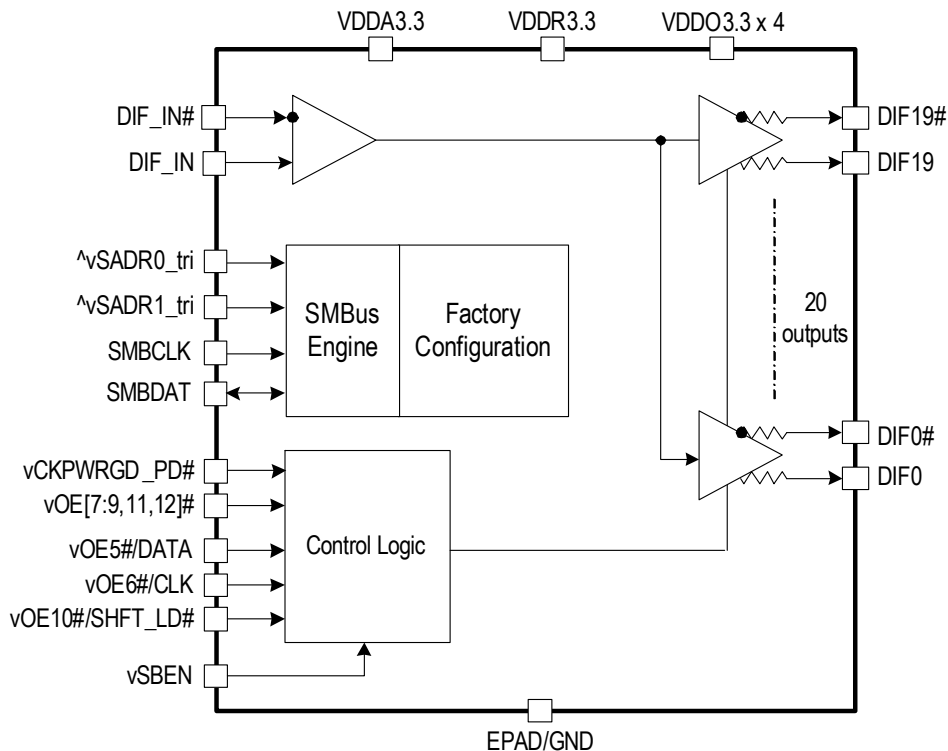 VDDA3.3
VDDR3.3
VDDO3.3 x 4
DIF_IN#
DIF_IN
DIF19#
DIF19
^vSADR0_tri
^vSADR1_tri
SMBCLK
SMBDAT
SMBus
Engine
Factory
Configuration
20
outputs
DIF0#
DIF0
vCKPWRGD_PD#
vOE[7:9,11,12]#
vOE5#/DATA
vOE6#/CLK
vOE10#/SHFT_LD#
vSBEN
Control Logic
EPAD/GND